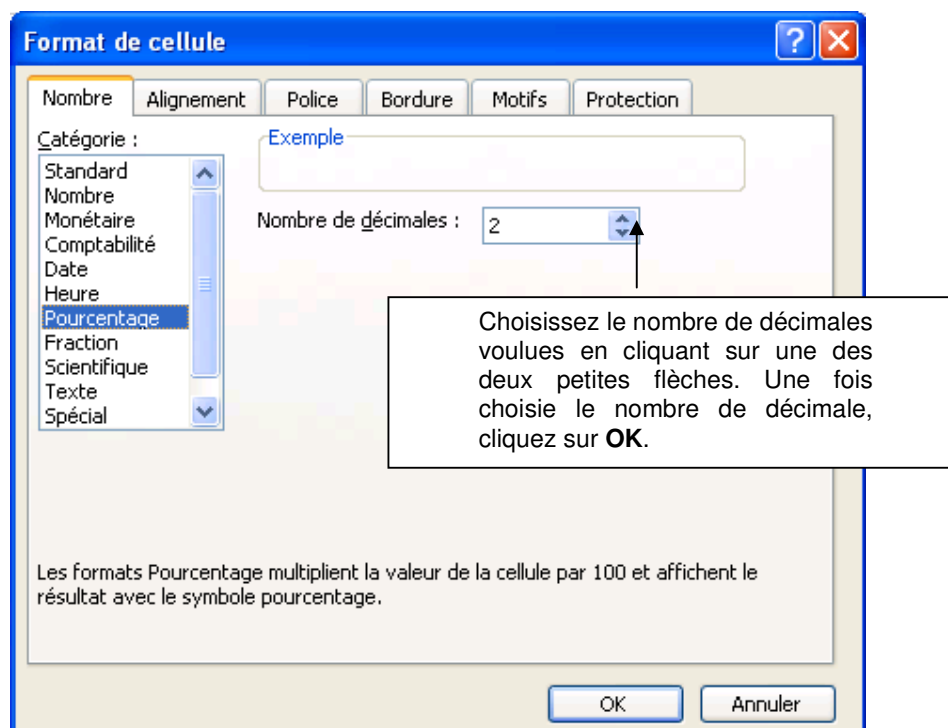 Format de cellule
Nombre Alignement Police Bordure Motifs Protection
Catégorie :
Standard
Nombre
Monétaire
Comptabilité
Date
Heure
Pourcentage
Fraction
Scientifique
Texte
Spécial
Exemple
Nombre de décimales : 2
Choisissez le nombre de décimales
voulues en cliquant sur une des
deux petites flèches. Une fois
choisie le nombre de décimale,
cliquez sur OK.
Les formats Pourcentage multiplient la valeur de la cellule par 100 et affichent le
résultat avec le symbole pourcentage.
OK Annuler